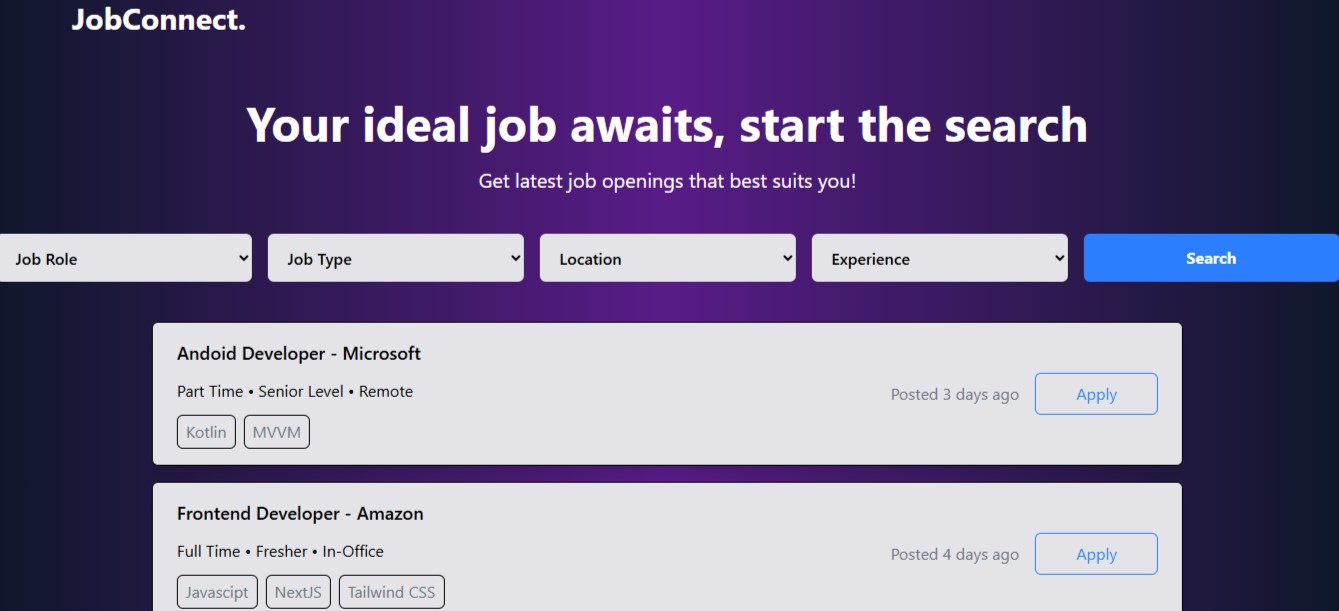 JobConnect.
Your ideal job awaits, start the search
Get latest job openings that best suits you!
Job Role Job Type Location Experience Search
Andoid Developer - Microsoft
Part Time • Senior Level • Remote
Posted 3 days ago Apply
Kotlin MVVM
Frontend Developer - Amazon
Full Time • Fresher • In-Office
Posted 4 days ago Apply
Javascipt NextJS Tailwind CSS